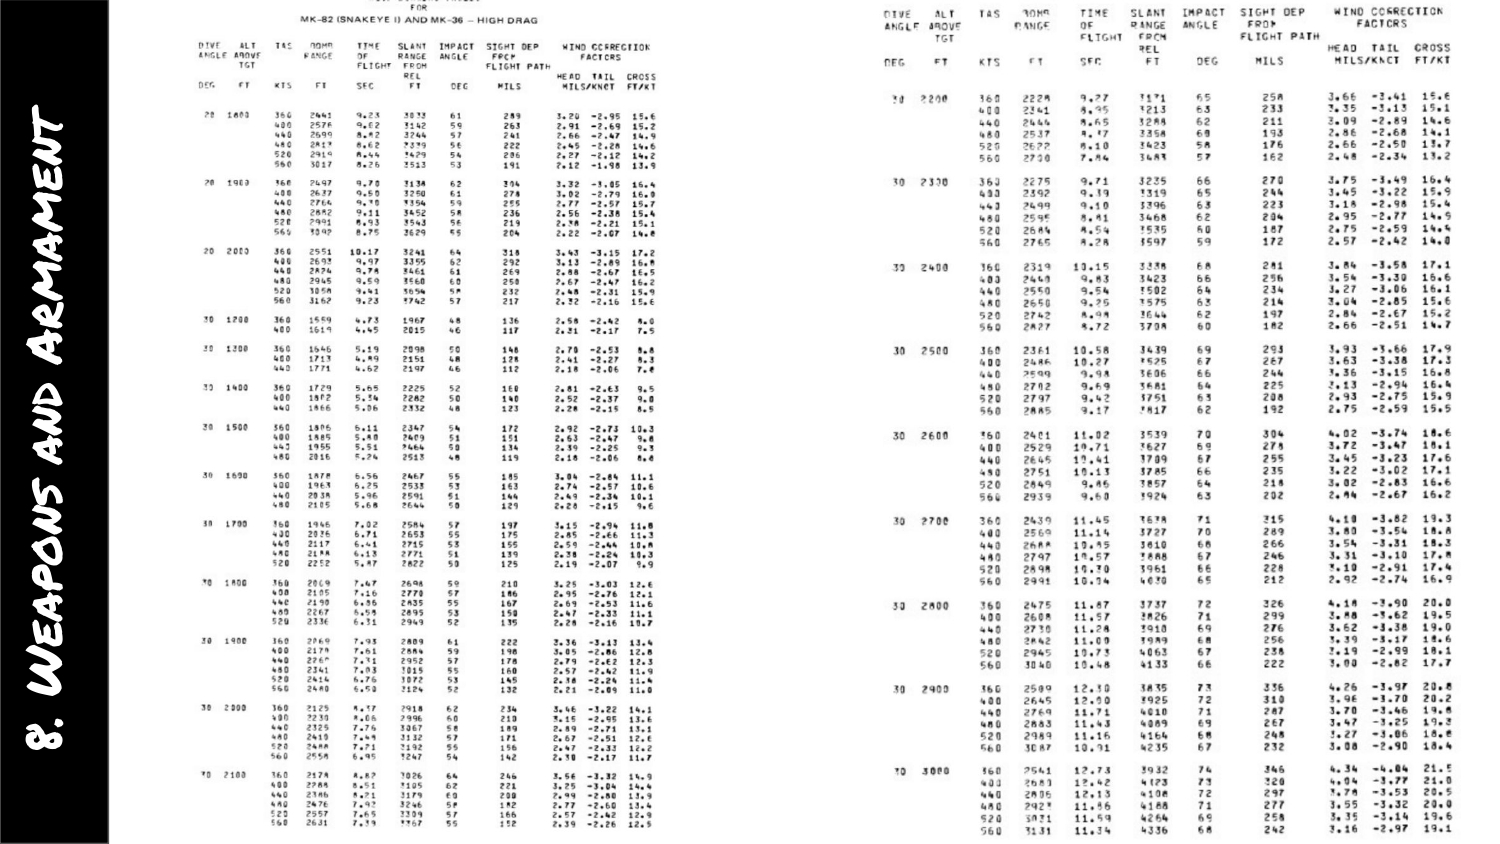 8. WEAPONS AND ARMAMENT
FOR
MK-82 (SNAKEYE I) AND MK-36 – HIGH DRAG
DIVE ALT TAS BOMB TIME SLANT IMPACT SIGHT DEP WIND CORRECTION
ANGLE ABOVE RANGE OF RANGE ANGLE FROM FACTORS
TGT FLIGHT FROM FLIGHT PATH
REL HEAD TAIL CROSS
DEG FT KTS FT SEC FT DEG MILS MILS/KNOT FT/KT
20 1800 360 2441 9.23 3033 61 289 3.20 -2.95 15.6
400 2576 9.02 3142 59 263 2.91 -2.69 15.2
440 2699 8.82 3244 57 241 2.66 -2.47 14.9
480 2813 8.62 3339 56 222 2.45 -2.28 14.6
520 2919 8.44 3429 54 206 2.27 -2.12 14.2
560 3017 8.26 3513 53 191 2.12 -1.98 13.9
20 1900 360 2497 9.70 3138 62 304 3.32 -3.05 16.4
400 2637 9.50 3250 61 278 3.02 -2.79 16.0
440 2764 9.30 3354 59 255 2.77 -2.57 15.7
480 2882 9.11 3452 58 236 2.56 -2.38 15.4
520 2991 8.93 3543 56 219 2.38 -2.21 15.1
560 3092 8.75 3629 55 204 2.22 -2.07 14.8
20 2000 360 2551 10.17 3241 64 318 3.43 -3.15 17.2
400 2693 9.97 3355 62 292 3.13 -2.89 16.8
440 2824 9.78 3461 61 269 2.88 -2.67 16.5
480 2945 9.59 3560 60 250 2.67 -2.47 16.2
520 3058 9.41 3654 58 232 2.48 -2.31 15.9
560 3162 9.23 3742 57 217 2.32 -2.16 15.6
30 1200 360 1559 4.73 1967 48 136 2.58 -2.42 8.0
400 1619 4.45 2015 46 117 2.31 -2.17 7.5
30 1300 360 1646 5.19 2098 50 148 2.70 -2.53 8.8
400 1713 4.89 2151 48 128 2.41 -2.27 8.3
440 1771 4.62 2197 46 112 2.18 -2.06 7.8
30 1400 360 1729 5.65 2225 52 160 2.81 -2.63 9.5
400 1802 5.34 2282 50 140 2.52 -2.37 9.0
440 1866 5.06 2332 48 123 2.28 -2.15 8.5
30 1500 360 1806 6.11 2347 54 172 2.92 -2.73 10.3
400 1885 5.80 2409 51 151 2.63 -2.47 9.8
440 1955 5.51 2464 50 134 2.39 -2.25 9.3
480 2016 5.24 2513 48 119 2.18 -2.06 8.8
30 1600 360 1878 6.56 2467 55 185 3.04 -2.84 11.1
400 1963 6.25 2533 53 163 2.74 -2.57 10.6
440 2038 5.96 2591 51 144 2.49 -2.34 10.1
480 2105 5.68 2644 50 129 2.28 -2.15 9.6
30 1700 360 1946 7.02 2584 57 197 3.15 -2.94 11.8
400 2036 6.71 2653 55 175 2.85 -2.66 11.3
440 2117 6.41 2715 53 155 2.59 -2.44 10.8
480 2188 6.13 2771 51 139 2.38 -2.24 10.3
520 2252 5.87 2822 50 125 2.19 -2.07 9.9
30 1800 360 2009 7.47 2698 59 210 3.25 -3.03 12.6
400 2105 7.16 2770 57 186 2.95 -2.76 12.1
440 2190 6.86 2835 55 167 2.69 -2.53 11.6
480 2267 6.58 2895 53 150 2.47 -2.33 11.1
520 2336 6.31 2949 52 135 2.28 -2.16 10.7
30 1900 360 2069 7.93 2809 61 222 3.36 -3.13 13.4
400 2170 7.61 2884 59 198 3.05 -2.86 12.8
440 7.31 2952 57 178 2.79 -2.62 12.3
480 2341 7.03 3015 55 160 2.57 -2.42 11.9
520 2414 6.76 3072 53 145 2.38 -2.24 11.4
560 2480 6.50 3124 52 132 2.21 -2.09 11.0
30 2000 360 2125 8.37 2918 62 234 3.46 -3.22 14.1
400 2230 8.06 2996 60 210 3.15 -2.95 13.6
440 2325 7.76 3067 58 189 2.89 -2.71 13.1
480 2410 7.48 3132 57 171 2.67 -2.51 12.6
520 2488 7.21 3192 55 156 2.47 -2.33 12.2
560 2558 6.95 3247 54 142 2.30 -2.17 11.7
30 2100 360 2178 8.82 3026 64 246 3.56 -3.32 14.9
400 2288 8.51 3105 62 221 3.25 -3.04 14.4
440 2386 8.21 3179 60 200 2.99 -2.80 13.9
480 2476 7.92 3246 58 182 2.77 -2.60 13.4
520 2557 7.65 3309 57 166 2.57 -2.42 12.9
560 2631 7.39 3367 55 152 2.39 -2.26 12.5
DIVE ALT TAS BOMB TIME SLANT IMPACT SIGHT DEP WIND CORRECTION
ANGLE ABOVE RANGE OF RANGE ANGLE FROM FACTORS
TGT FLIGHT FROM FLIGHT PATH
REL HEAD TAIL CROSS
DEG FT KTS FT SEC FT DEG MILS MILS/KNOT FT/KT
30 2200 360 2228 9.27 3131 65 258 3.66 -3.41 15.6
400 2341 8.95 3213 63 233 3.35 -3.13 15.1
440 2444 8.65 3288 62 211 3.09 -2.89 14.6
480 2537 8.37 3358 60 193 2.86 -2.68 14.1
520 2622 8.10 3423 58 176 2.66 -2.50 13.7
560 2700 7.84 3483 57 162 2.48 -2.34 13.2
30 2300 360 2275 9.71 3235 66 270 3.75 -3.49 16.4
400 2392 9.39 3319 65 244 3.45 -3.22 15.9
440 2499 9.10 3396 63 223 3.18 -2.98 15.4
480 2595 8.81 3468 62 204 2.95 -2.77 14.9
520 2684 8.54 3535 60 187 2.75 -2.59 14.4
560 2765 8.28 3597 59 172 2.57 -2.42 14.0
30 2400 360 2319 10.15 3338 68 281 3.84 -3.58 17.1
400 2440 9.83 3423 66 256 3.54 -3.30 16.6
440 2550 9.54 3502 64 234 3.27 -3.06 16.1
480 2650 9.25 3575 63 214 3.04 -2.85 15.6
520 2742 8.98 3644 62 197 2.84 -2.67 15.2
560 2827 8.72 3708 60 182 2.66 -2.51 14.7
30 2500 360 2361 10.58 3439 69 293 3.93 -3.66 17.9
400 2486 10.27 3525 67 267 3.63 -3.38 17.3
440 2599 9.98 3606 66 244 3.36 -3.15 16.8
480 2702 9.69 3681 64 225 3.13 -2.94 16.4
520 2797 9.42 3751 63 208 2.93 -2.75 15.9
560 2885 9.17 3817 62 192 2.75 -2.59 15.5
30 2600 360 2401 11.02 3539 70 304 4.02 -3.74 18.6
400 2529 10.71 3627 69 278 3.72 -3.47 18.1
440 2645 10.41 3709 67 255 3.45 -3.23 17.6
480 2751 10.13 3785 66 235 3.22 -3.02 17.1
520 2849 9.86 3857 64 218 3.02 -2.83 16.6
560 2939 9.60 3924 63 202 2.84 -2.67 16.2
30 2700 360 2439 11.45 3638 71 315 4.10 -3.82 19.3
400 2569 11.14 3727 70 289 3.80 -3.54 18.8
440 2688 10.85 3810 68 266 3.54 -3.31 18.3
480 2797 10.57 3888 67 246 3.31 -3.10 17.8
520 2898 10.30 3961 66 228 3.10 -2.91 17.4
560 2991 10.04 4030 65 212 2.92 -2.74 16.9
30 2800 360 2475 11.87 3737 72 326 4.18 -3.90 20.0
400 2608 11.57 3826 71 299 3.88 -3.62 19.5
440 2730 11.28 3910 69 276 3.62 -3.38 19.0
480 2842 11.00 3989 68 256 3.39 -3.17 18.6
520 2945 10.73 4063 67 238 3.19 -2.99 18.1
560 3040 10.48 4133 66 222 3.00 -2.82 17.7
30 2900 360 2509 12.30 3835 73 336 4.26 -3.97 20.8
400 2645 12.00 3925 72 310 3.96 -3.70 20.2
440 2769 11.71 4010 71 287 3.70 -3.46 19.8
480 2883 11.43 4089 69 267 3.47 -3.25 19.3
520 2989 11.16 4164 68 248 3.27 -3.06 18.8
560 3087 10.91 4235 67 232 3.08 -2.90 18.4
30 3000 360 2541 12.73 3932 74 346 4.34 -4.04 21.5
400 2680 12.42 4023 73 320 4.04 -3.77 21.0
440 2806 12.13 4108 72 297 3.78 -3.53 20.5
480 2923 11.86 4188 71 277 3.55 -3.32 20.0
520 3031 11.59 4264 69 258 3.35 -3.14 19.6
560 3131 11.34 4336 68 242 3.16 -2.97 19.1